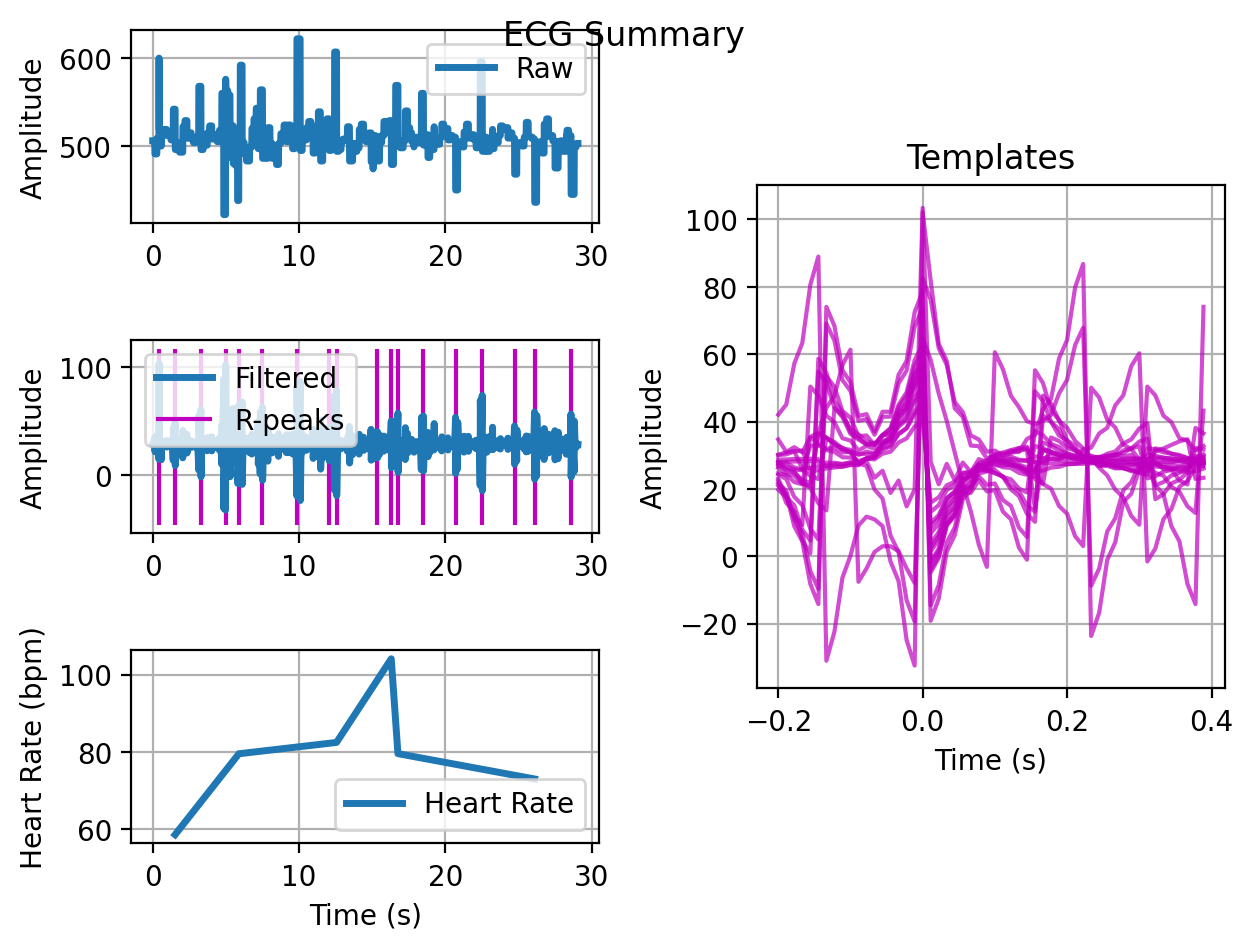 ECG Summary
Raw
Amplitude
600
500
0 10 20 30
Filtered
R-peaks
Amplitude
100
0
0 10 20 30
Heart Rate
Heart Rate (bpm)
100
80
60
0 10 20 30
Time (s)
Templates
Amplitude
100
80
60
40
20
0
−20
−0.2 0.0 0.2 0.4
Time (s)